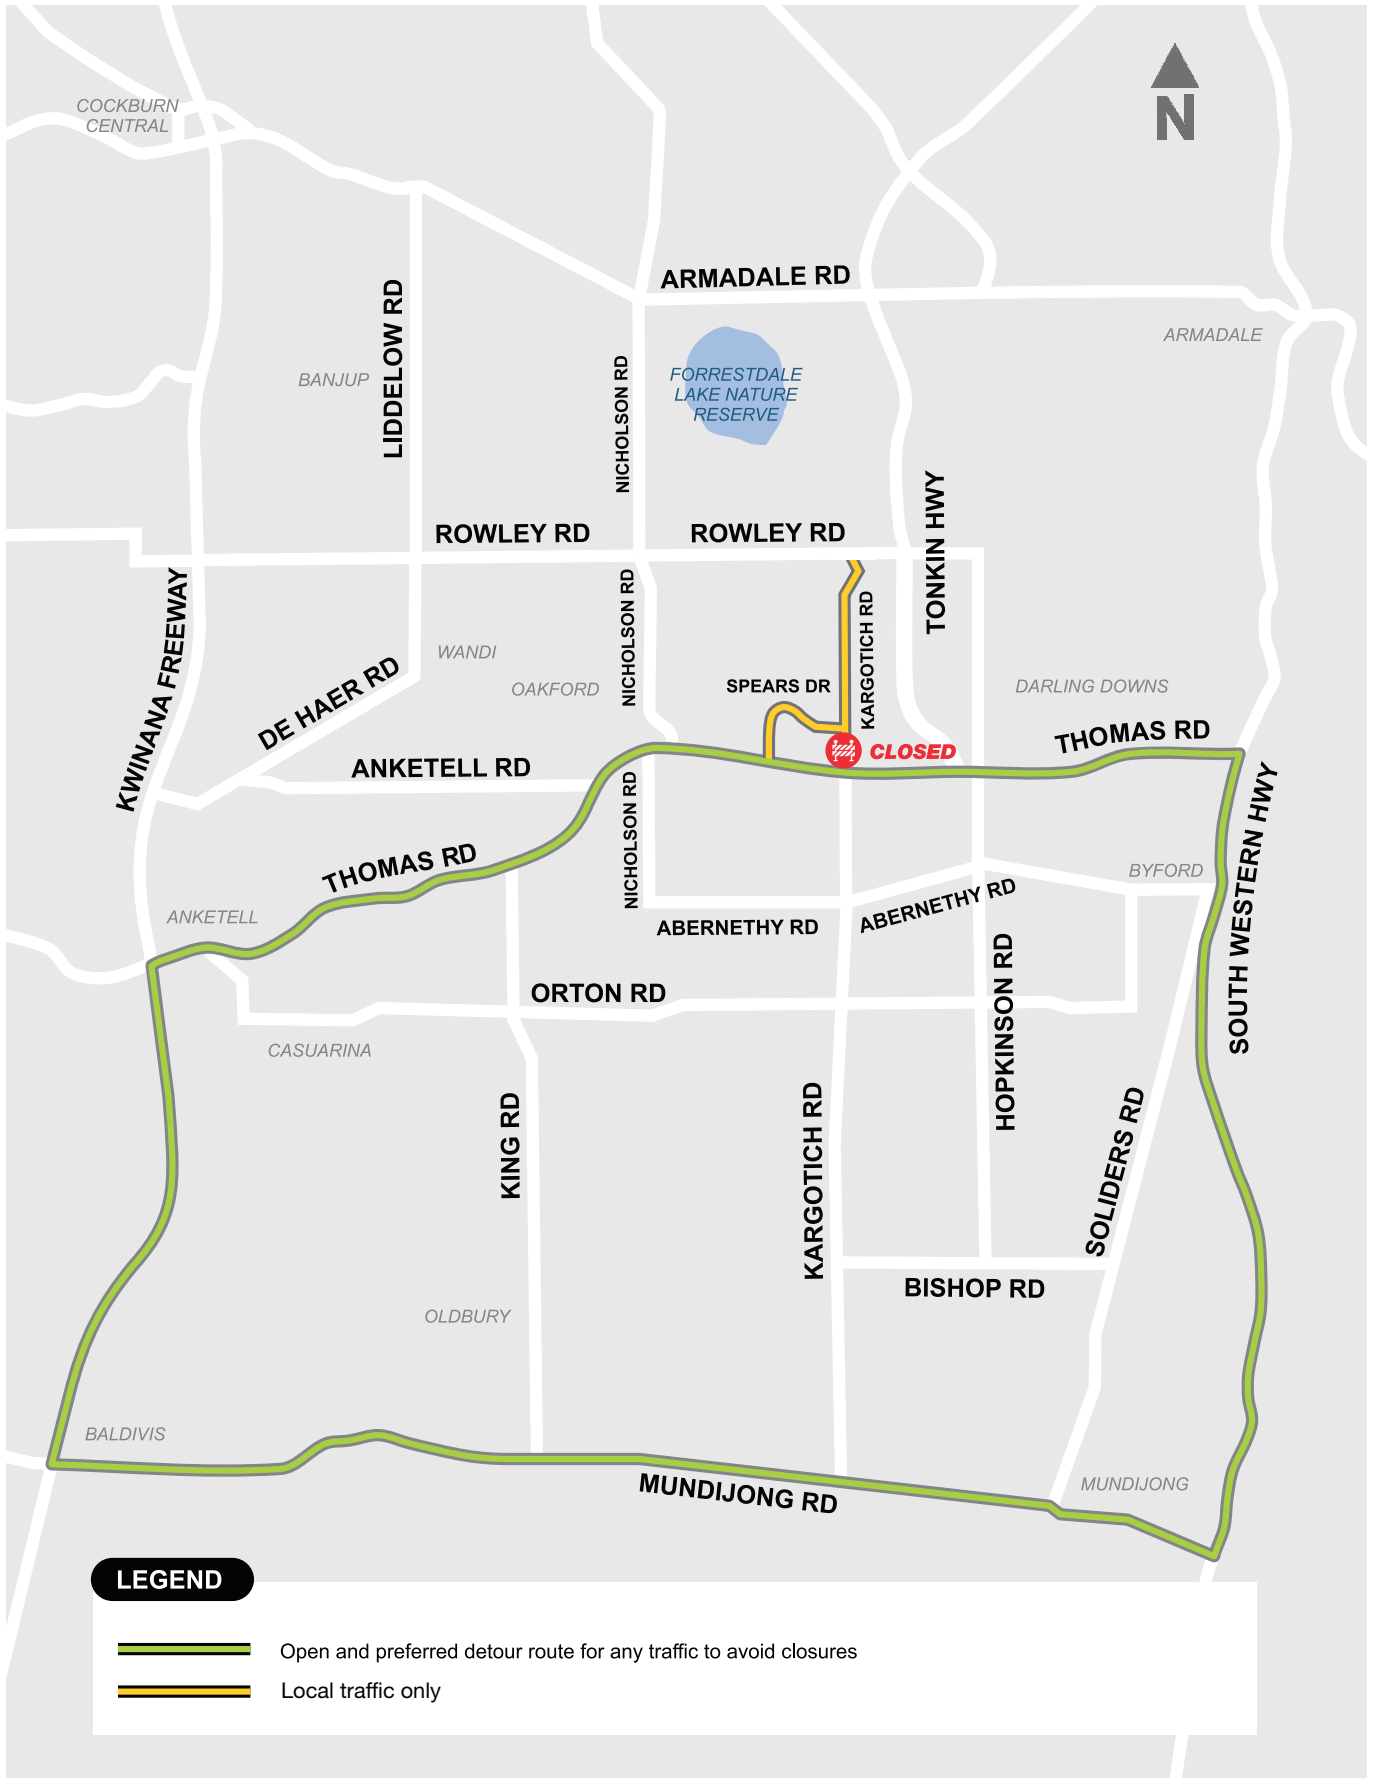 COCKBURN
CENTRAL
N
ARMADALE RD
LIDDELOW RD
ARMADALE
BANJUP
NICHOLSON RD
FORRESTDALE
LAKE NATURE
RESERVE
TONKIN HWY
ROWLEY RD
ROWLEY RD
KWINANA FREEWAY
NICHOLSON RD
KARGOTICH RD
WANDI
DE HAER RD
OAKFORD
SPEARS DR
DARLING DOWNS
THOMAS RD
CLOSED
ANKETELL RD
NICHOLSON RD
SOUTH WESTERN HWY
THOMAS RD
BYFORD
ABERNETHY RD
ANKETELL
ABERNETHY RD
HOPKINSON RD
ORTON RD
CASUARINA
KING RD
KARGOTICH RD
SOLIDERS RD
BISHOP RD
OLDBURY
BALDIVIS
MUNDIJONG RD
MUNDIJONG
LEGEND
Open and preferred detour route for any traffic to avoid closures
Local traffic only